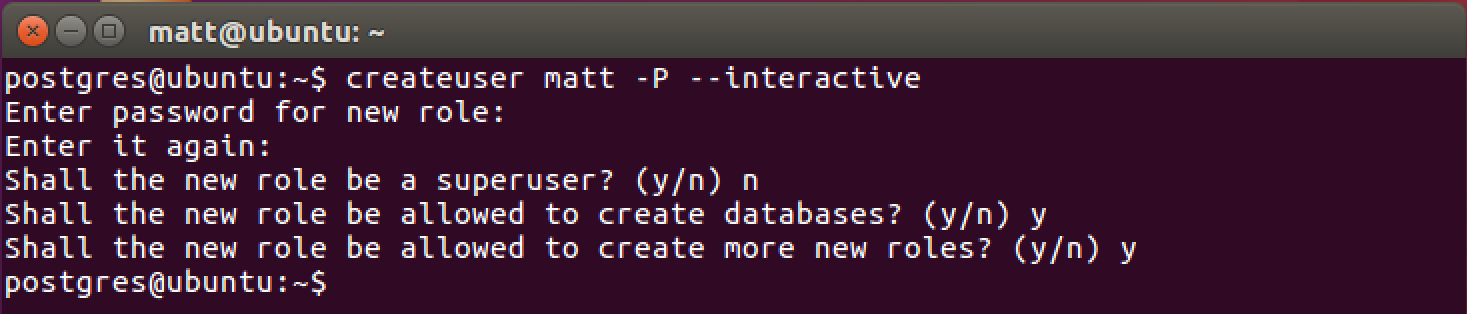 matt@ubuntu: ~
postgres@ubuntu:~$ createuser matt -P --interactive
Enter password for new role:
Enter it again:
Shall the new role be a superuser? (y/n) n
Shall the new role be allowed to create databases? (y/n) y
Shall the new role be allowed to create more new roles? (y/n) y
postgres@ubuntu:~$